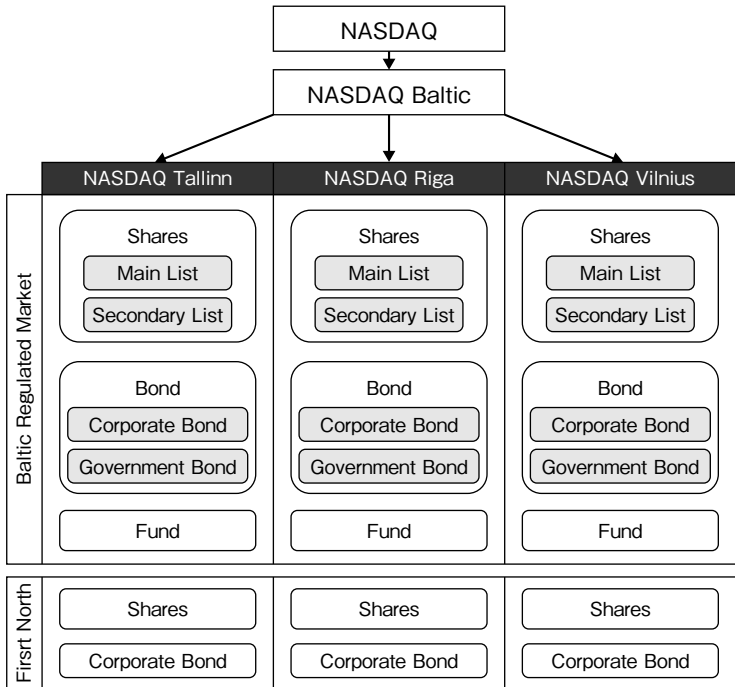 NASDAQ
NASDAQ Baltic
NASDAQ Tallinn
NASDAQ Riga
NASDAQ Vilnius
Baltic Regulated Market
Shares
Main List
Secondary List
Bond
Corporate Bond
Government Bond
Fund
Shares
Main List
Secondary List
Bond
Corporate Bond
Government Bond
Fund
Shares
Main List
Secondary List
Bond
Corporate Bond
Government Bond
Fund
Firsrt North
Shares
Corporate Bond
Shares
Corporate Bond
Shares
Corporate Bond